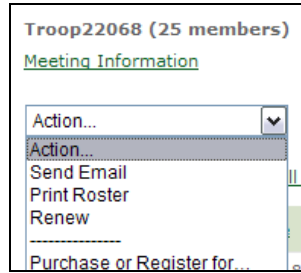 Troop22068 (25 members)
Meeting Information
Action...
Action...
Send Email
Print Roster
Renew
---------------
Purchase or Register for...